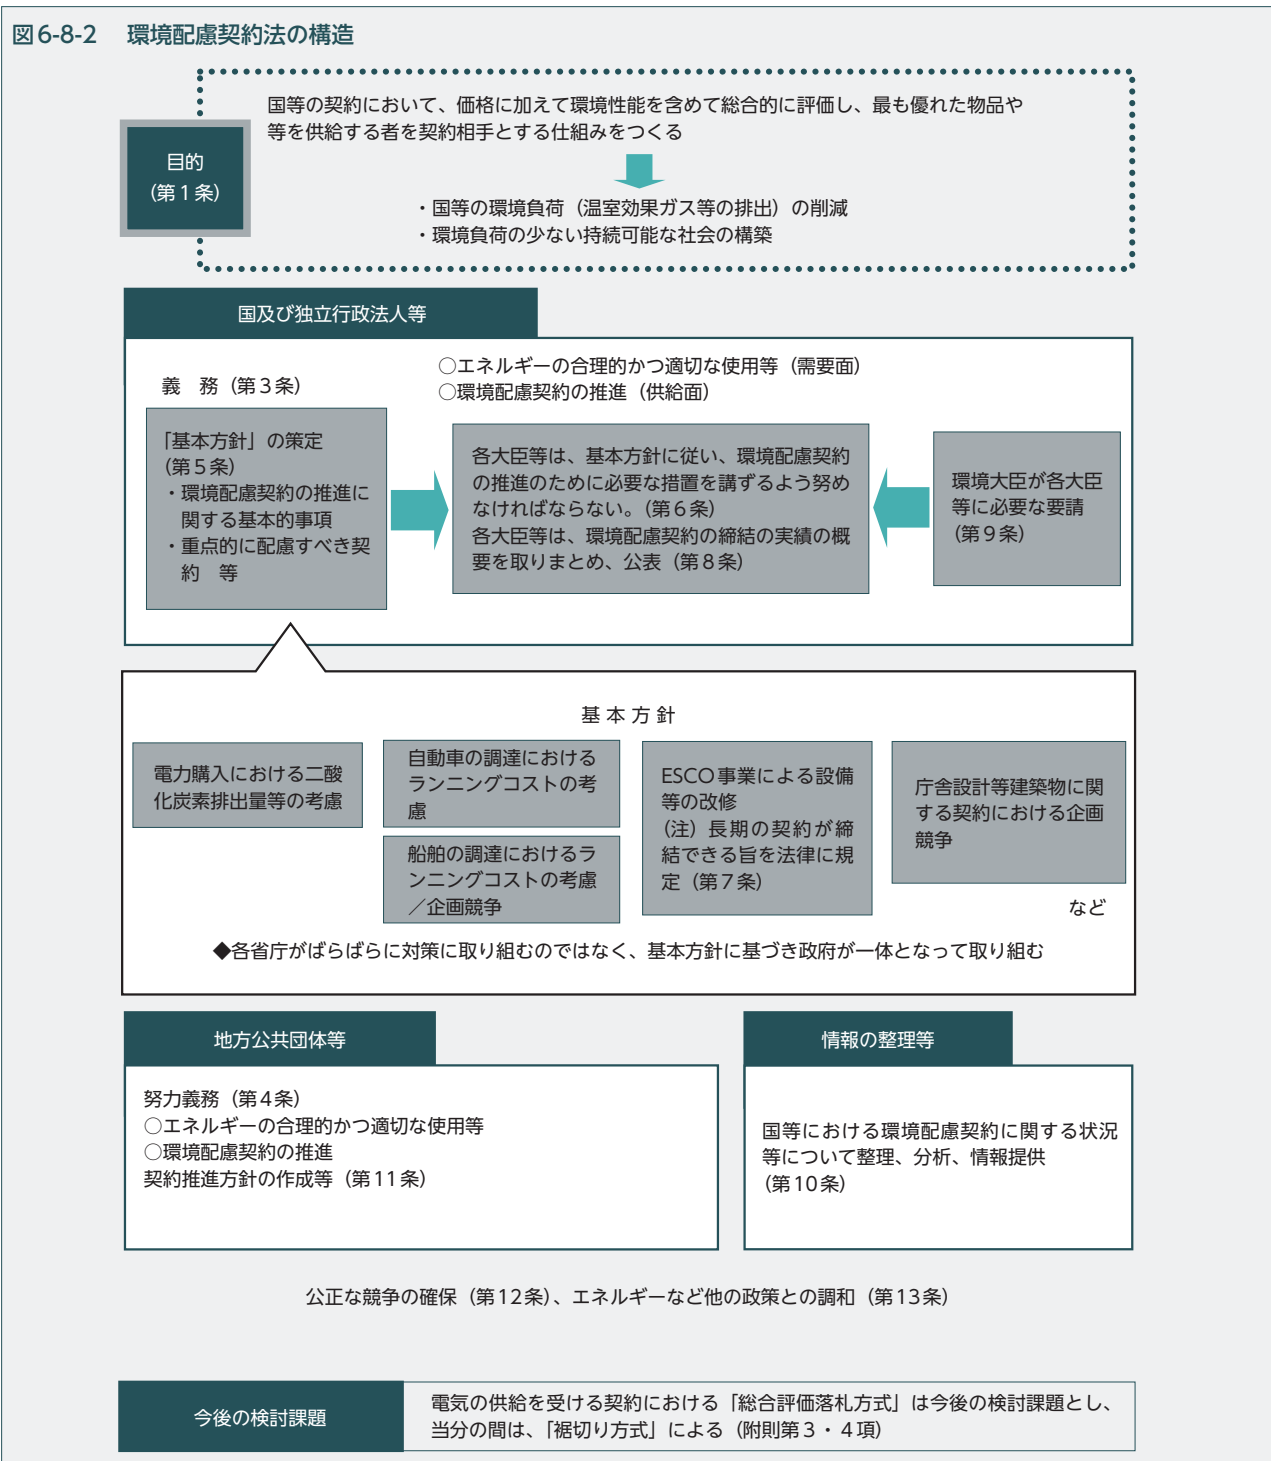 図6-8-2 環境配慮契約法の構造
国等の契約において、価格に加えて環境性能を含めて総合的に評価し、最も優れた物品や
等を供給する者を契約相手とする仕組みをつくる
目的
(第1条)
・国等の環境負荷（温室効果ガス等の排出）の削減
・環境負荷の少ない持続可能な社会の構築
国及び独立行政法人等
義　務（第3条）
○エネルギーの合理的かつ適切な使用等（需要面）
○環境配慮契約の推進（供給面）
「基本方針」の策定
（第5条）
・環境配慮契約の推進に
関する基本的事項
・重点的に配慮すべき契
約　等
各大臣等は、基本方針に従い、環境配慮契約
の推進のために必要な措置を講ずるよう努め
なければならない。（第6条）
各大臣等は、環境配慮契約の締結の実績の概
要を取りまとめ、公表（第8条）
環境大臣が各大臣
等に必要な要請
（第9条）
基本方針
電力購入における二酸
化炭素排出量等の考慮
自動車の調達における
ランニングコストの考
慮
船舶の調達におけるラ
ンニングコストの考慮
／企画競争
ESCO事業による設備
等の改修
（注）長期の契約が締
結できる旨を法律に規
定（第7条）
庁舎設計等建築物に関
する契約における企画
競争
など
◆各省庁がばらばらに対策に取り組むのではなく、基本方針に基づき政府が一体となって取り組む
地方公共団体等
努力義務（第4条）
○エネルギーの合理的かつ適切な使用等
○環境配慮契約の推進
契約推進方針の作成等（第11条）
情報の整理等
国等における環境配慮契約に関する状況
等について整理、分析、情報提供
（第10条）
公正な競争の確保（第12条）、エネルギーなど他の政策との調和（第13条）
今後の検討課題
電気の供給を受ける契約における「総合評価落札方式」は今後の検討課題とし、
当分の間は、「裾切り方式」による（附則第3・4項）